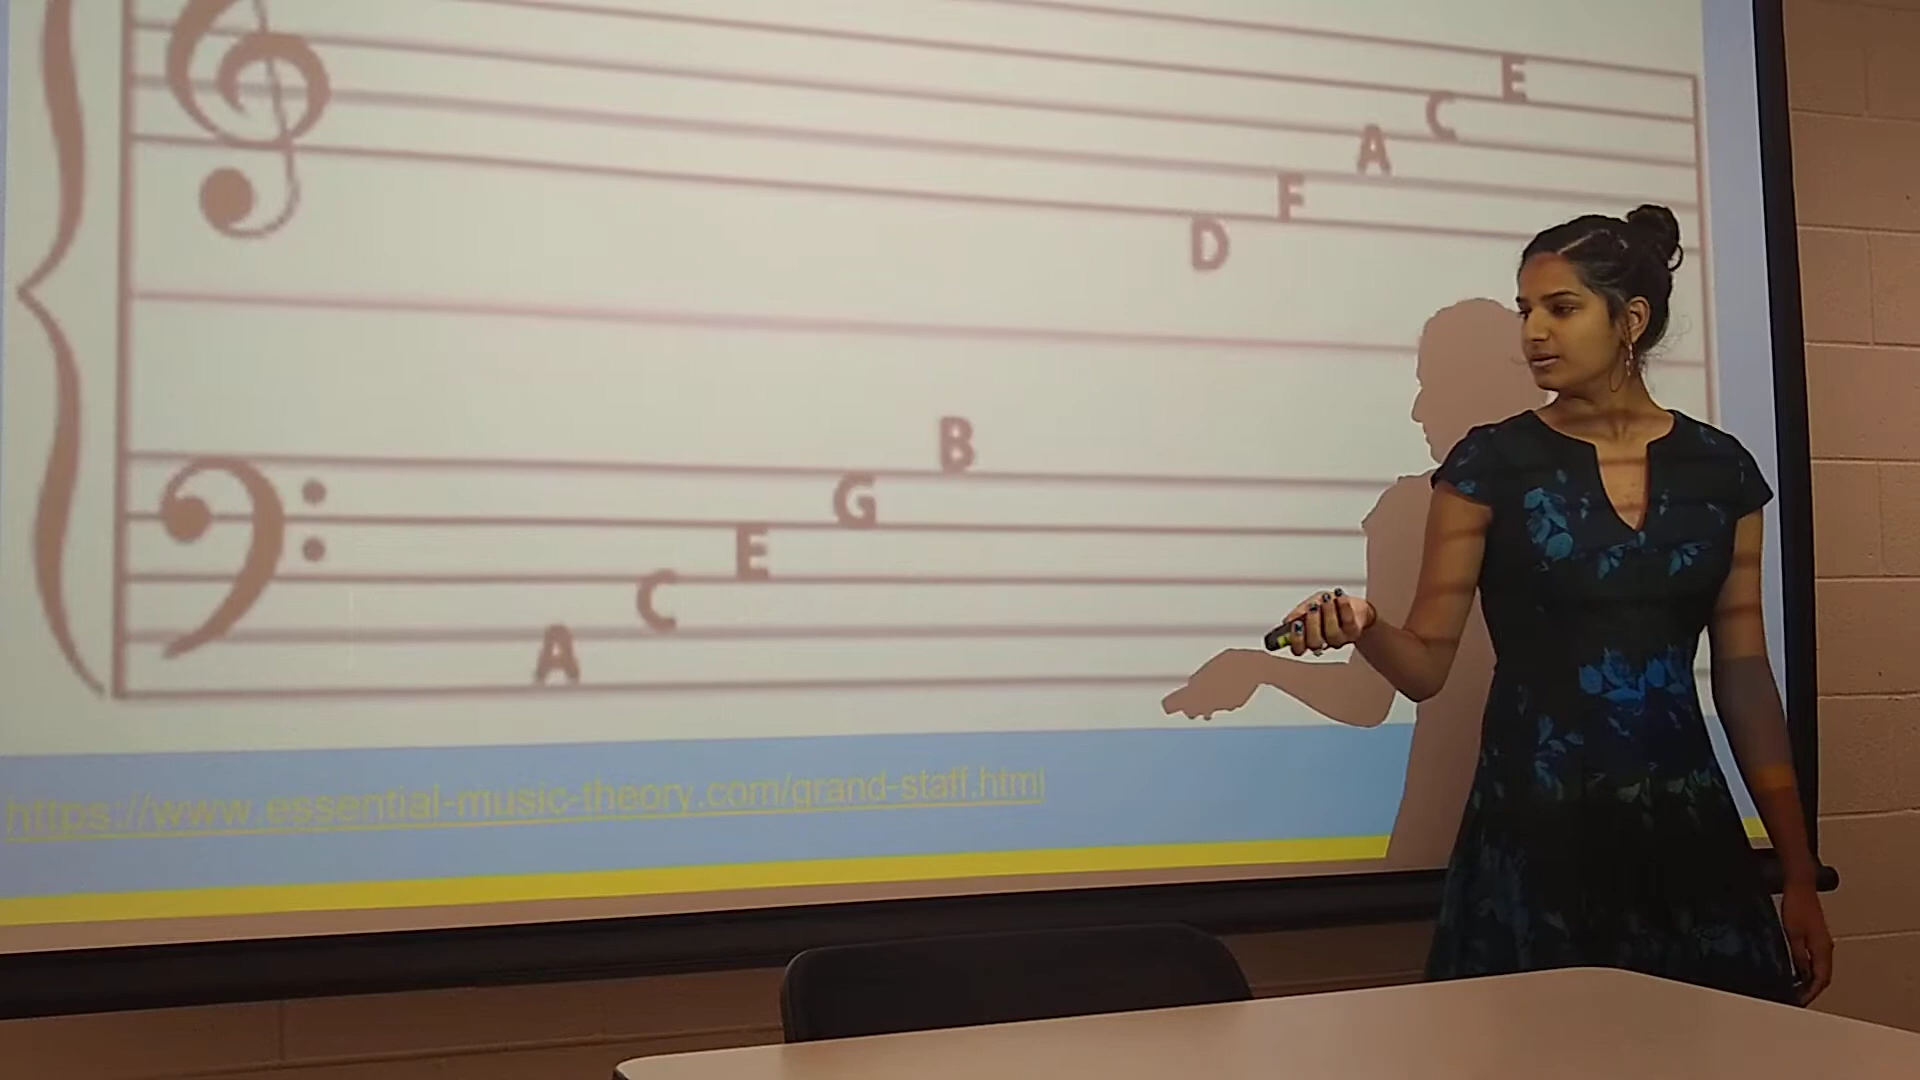 D F A C E
A C E G B
https://www.essential-music-theory.com/grand-staff.html